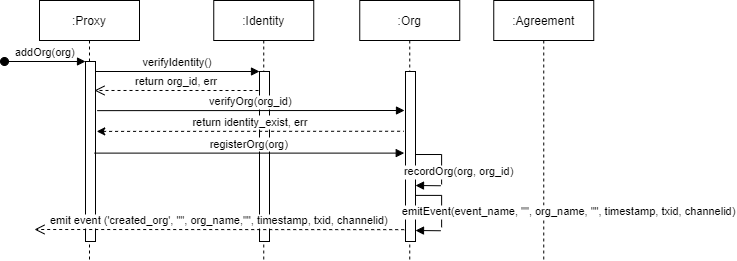 :Proxy
:Identity
:Org
:Agreement
addOrg(org)
verifyIdentity()
return org_id, err
verifyOrg(org_id)
return identity_exist, err
registerOrg(org)
recordOrg(org, org_id)
emitEvent(event_name, "", org_name, "", timestamp, txid, channelid)
emit event ('created_org', "", org_name,"", timestamp, txid, channelid)